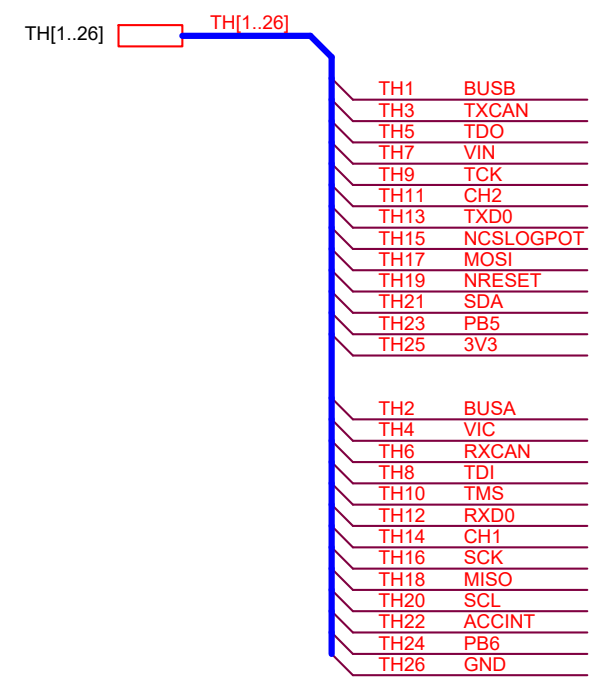 TH[1..26] TH[1..26]
TH1 BUSB
TH3 TXCAN
TH5 TDO
TH7 VIN
TH9 TCK
TH11 CH2
TH13 TXD0
TH15 NCSLOGPOT
TH17 MOSI
TH19 NRESET
TH21 SDA
TH23 PB5
TH25 3V3
TH2 BUSA
TH4 VIC
TH6 RXCAN
TH8 TDI
TH10 TMS
TH12 RXD0
TH14 CH1
TH16 SCK
TH18 MISO
TH20 SCL
TH22 ACCINT
TH24 PB6
TH26 GND